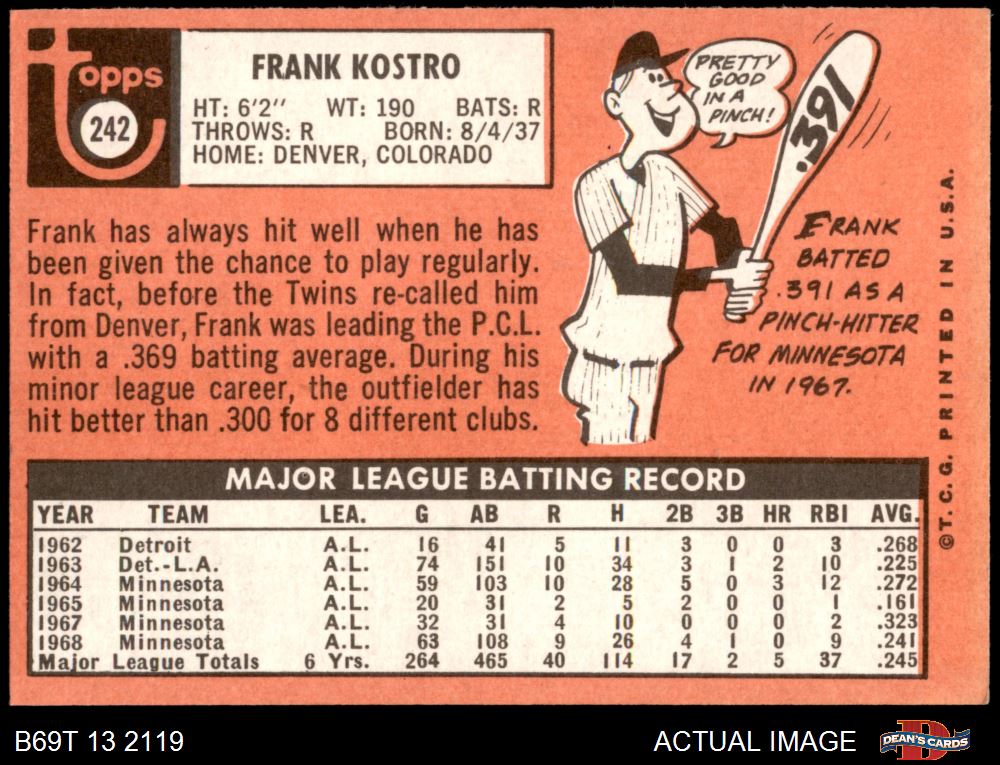 Topps
242
FRANK KOSTRO
HT: 6'2" WT: 190 BATS: R
THROWS: R BORN: 8/4/37
HOME: DENVER, COLORADO
Frank has always hit well when he has
been given the chance to play regularly.
In fact, before the Twins re-called him
from Denver, Frank was leading the P.C.L.
with a .369 batting average. During his
minor league career, the outfielder has
hit better than .300 for 8 different clubs.
PRETTY
GOOD
IN A
PINCH!
.391
FRANK
BATTED
.391 AS A
PINCH-HITTER
FOR MINNESOTA
IN 1967.
©T.C.G. PRINTED IN U.S.A.
MAJOR LEAGUE BATTING RECORD
YEAR TEAM LEA. G AB R H 2B 3B HR RBI AVG.
1962 Detroit A.L. 16 41 5 11 3 0 0 3 .268
1963 Det.-L.A. A.L. 74 151 10 34 3 1 2 10 .225
1964 Minnesota A.L. 59 103 10 28 5 0 3 12 .272
1965 Minnesota A.L. 20 31 2 5 2 0 0 1 .161
1967 Minnesota A.L. 32 31 4 10 0 0 0 2 .323
1968 Minnesota A.L. 63 108 9 26 4 1 0 9 .241
Major League Totals 6 Yrs. 264 465 40 114 17 2 5 37 .245
B69T 13 2119
ACTUAL IMAGE
DEAN'S CARDS